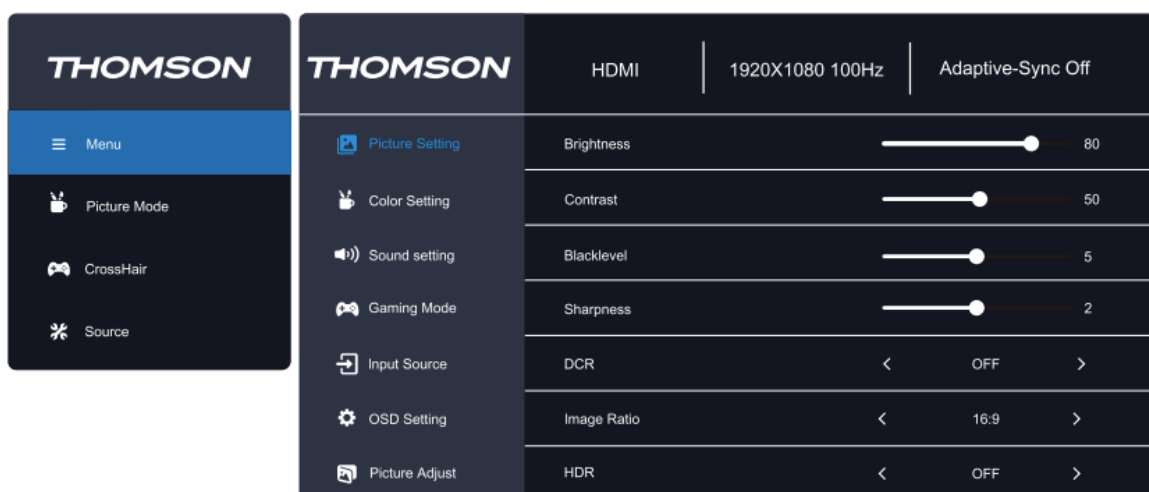 THOMSON
Menu
Picture Mode
CrossHair
Source
THOMSON HDMI 1920X1080 100Hz Adaptive-Sync Off
Picture Setting Brightness 80
Color Setting Contrast 50
Sound setting Blacklevel 5
Gaming Mode Sharpness 2
Input Source DCR OFF
OSD Setting Image Ratio 16:9
Picture Adjust HDR OFF